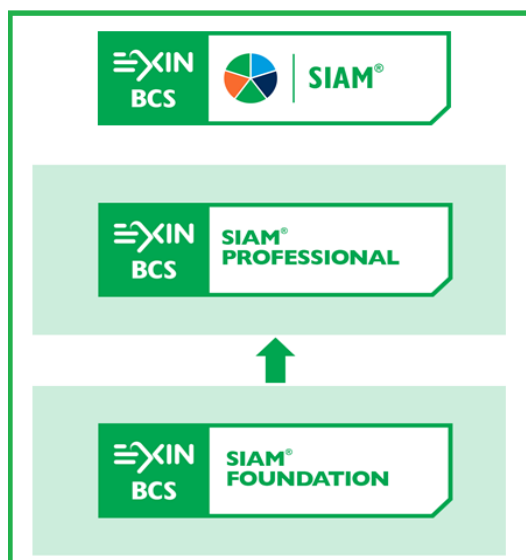 EXIN
BCS
SIAM®
EXIN
BCS
SIAM®
PROFESSIONAL
EXIN
BCS
SIAM®
FOUNDATION